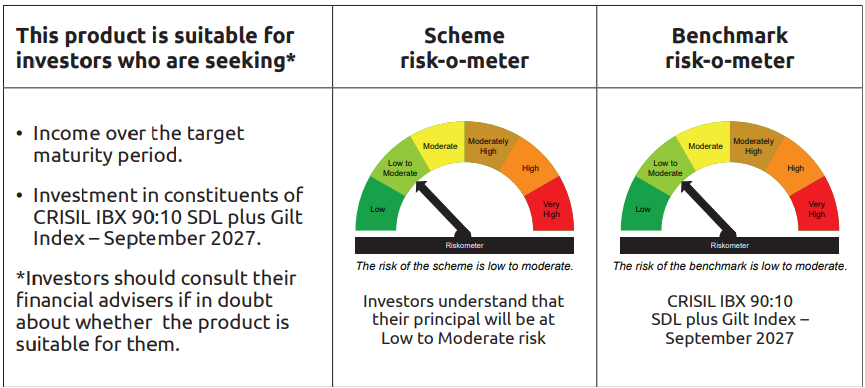 This product is suitable for
investors who are seeking*
• Income over the target
maturity period.
• Investment in constituents of
CRISIL IBX 90:10 SDL plus Gilt
Index – September 2027.
*Investors should consult their
financial advisers if in doubt
about whether the product is
suitable for them.
Scheme
risk-o-meter
Low
Low to
Moderate
Moderate
Moderately
High
High
Very
High
Riskometer
The risk of the scheme is low to moderate.
Investors understand that
their principal will be at
Low to Moderate risk
Benchmark
risk-o-meter
Low
Low to
Moderate
Moderate
Moderately
High
High
Very
High
Riskometer
The risk of the benchmark is low to moderate.
CRISIL IBX 90:10
SDL plus Gilt Index –
September 2027